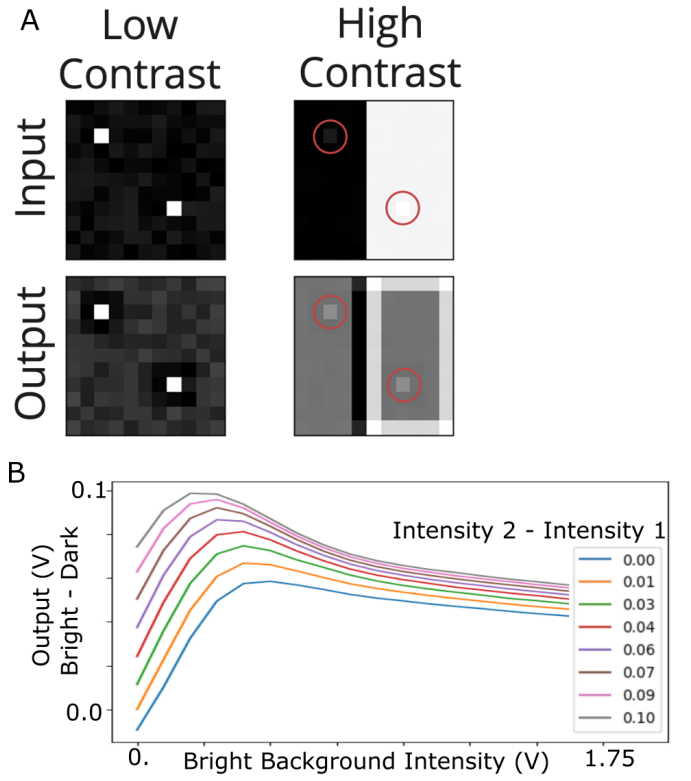 A
Low
Contrast
High
Contrast
Input
Output
B
0.1
0.0
Output (V)
Bright - Dark
Intensity 2 - Intensity 1
0.00
0.01
0.03
0.04
0.06
0.07
0.09
0.10
0.
Bright Background Intensity (V)
1.75